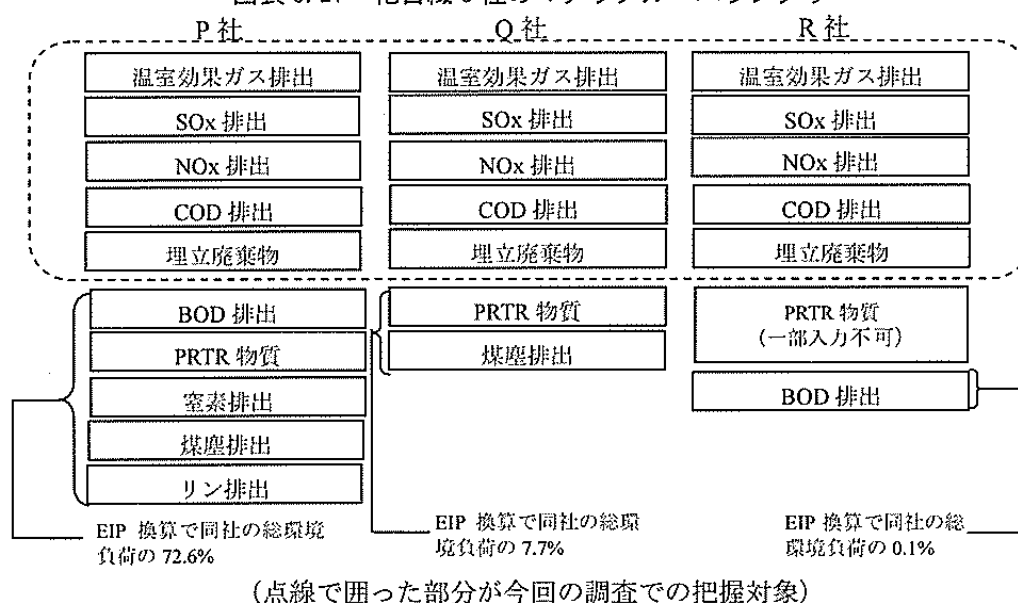 P 社
Q 社
R 社
温室効果ガス排出
SOx 排出
NOx 排出
COD 排出
埋立廃棄物
温室効果ガス排出
SOx 排出
NOx 排出
COD 排出
埋立廃棄物
温室効果ガス排出
SOx 排出
NOx 排出
COD 排出
埋立廃棄物
BOD 排出
PRTR 物質
窒素排出
煤塵排出
リン排出
PRTR 物質
煤塵排出
PRTR 物質
(一部入力不可)
BOD 排出
EIP 換算で同社の総環境
負荷の 72.6%
EIP 換算で同社の総環
境負荷の 7.7%
EIP 換算で同社の総
環境負荷の 0.1%
(点線で囲った部分が今回の調査での把握対象)